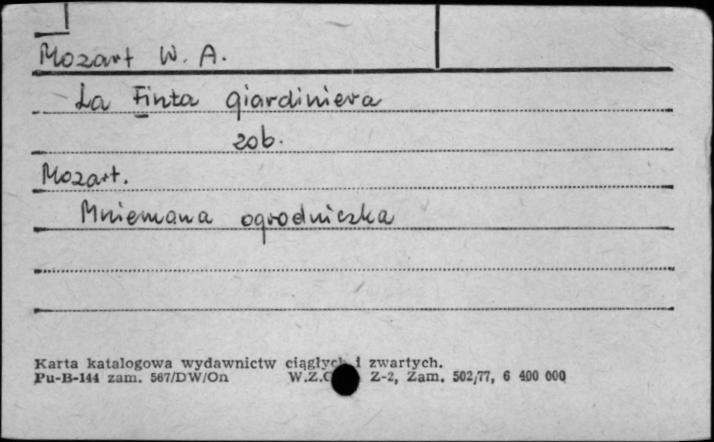 Mozart W. A.
La Finta giardiniera
zob.
Mozart.
Mniemana ogrodniczka
Karta katalogowa wydawnictw ciągłych i zwartych.
Pu-B-144 zam. 567/DW/On W.Z. Z-2, Zam. 502/77, 6 400 000